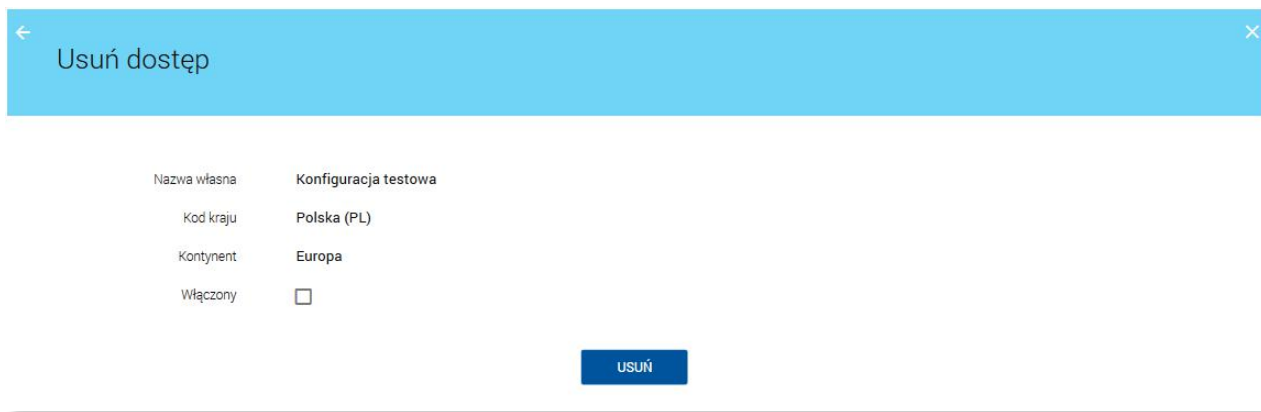 Usuń dostęp
Nazwa własna Konfiguracja testowa
Kod kraju Polska (PL)
Kontynent Europa
Włączony
USUŃ